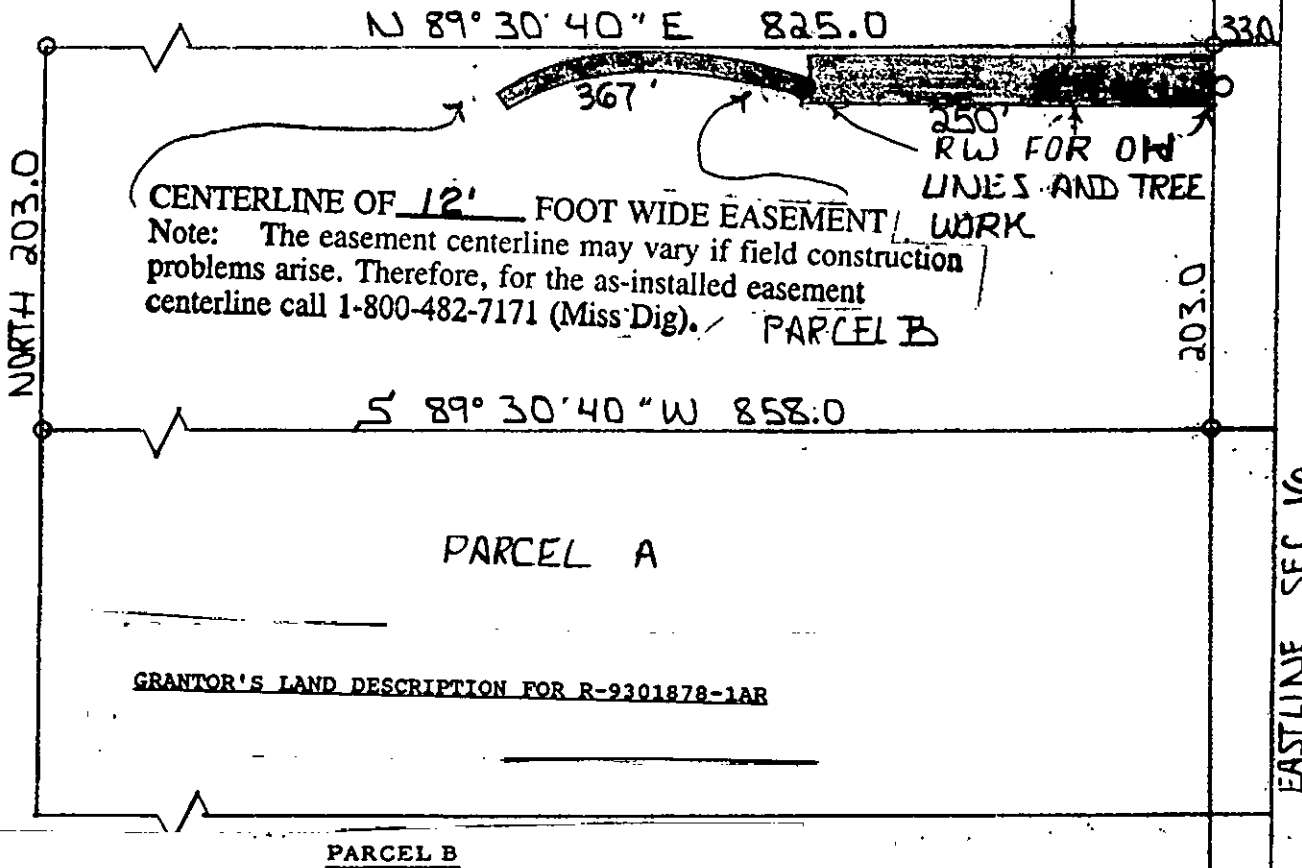 N 89° 30' 40" E 825.0
33.0
367'
250'
RW FOR OH
LINES AND TREE
WORK
NORTH 203.0
CENTERLINE OF 12' FOOT WIDE EASEMENT
Note: The easement centerline may vary if field construction
problems arise. Therefore, for the as-installed easement
centerline call 1-800-482-7171 (Miss Dig).
PARCEL B
203.0
S 89° 30' 40" W 858.0
PARCEL A
EASTLINE SEC
GRANTOR'S LAND DESCRIPTION FOR R-9301878-1AR
PARCEL B